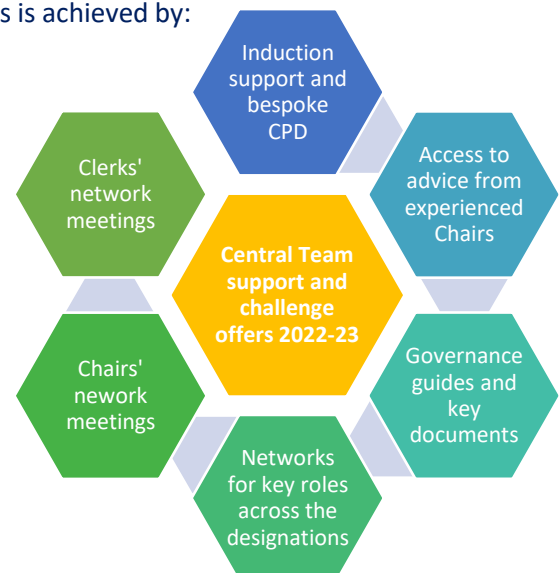 s is achieved by:
Induction
support and
bespoke
CPD
Access to
advice from
experienced
Chairs
Governance
guides and
key
documents
Networks
for key roles
across the
designations
Chairs'
nework
meetings
Clerks'
network
meetings
Central Team
support and
challenge
offers 2022-23